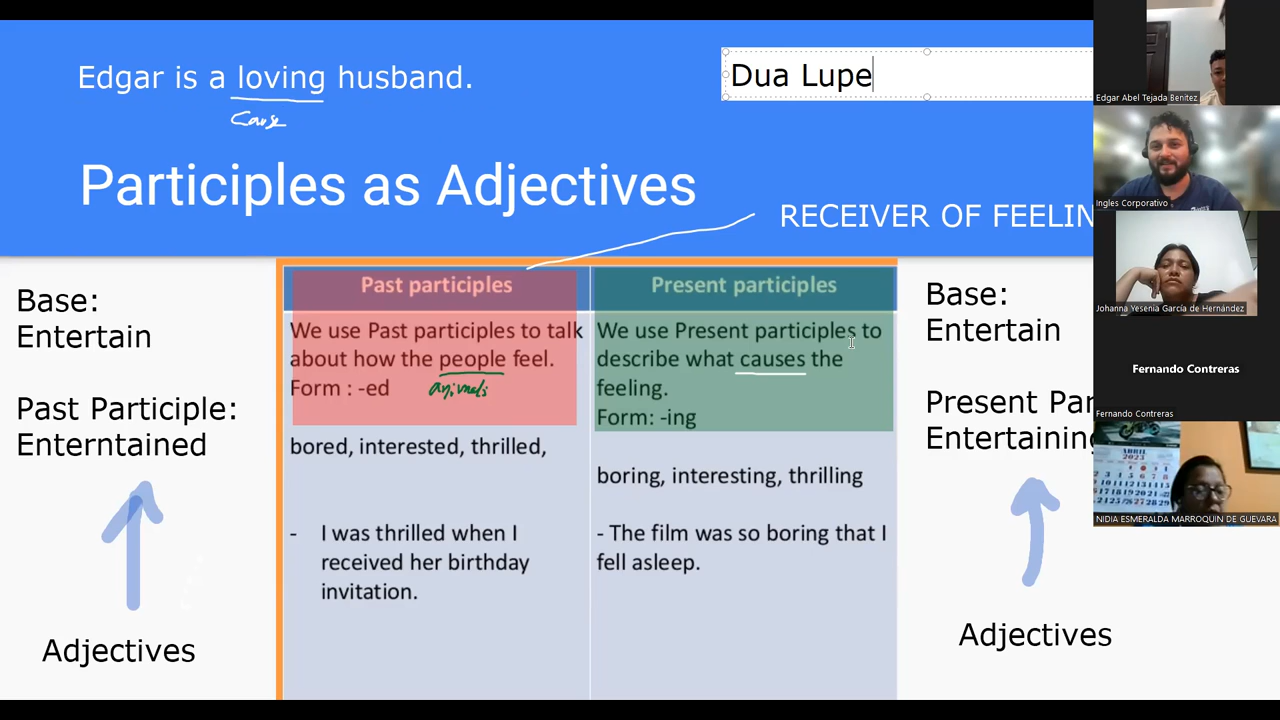 Edgar is a loving husband.
Cause
Dua Lupe
Participles as Adjectives
RECEIVER OF FEELIN
Base:
Entertain
Past Participle:
Enterntained
Adjectives
Past participles
We use Past participles to talk
about how the people feel.
Form : -ed
animals
bored, interested, thrilled,
- I was thrilled when I
received her birthday
invitation.
Present participles
We use Present participles to
describe what causes the
feeling.
Form: -ing
boring, interesting, thrilling
- The film was so boring that I
fell asleep.
Base:
Entertain
Present Par
Entertaining
Adjectives
Edgar Abel Tejada Benitez
Ingles Corporativo
Johanna Yesenia García de Hernández
Fernando Contreras
Fernando Contreras
ABRIL
2023
NIDIA ESMERALDA MARROQUIN DE GUEVARA